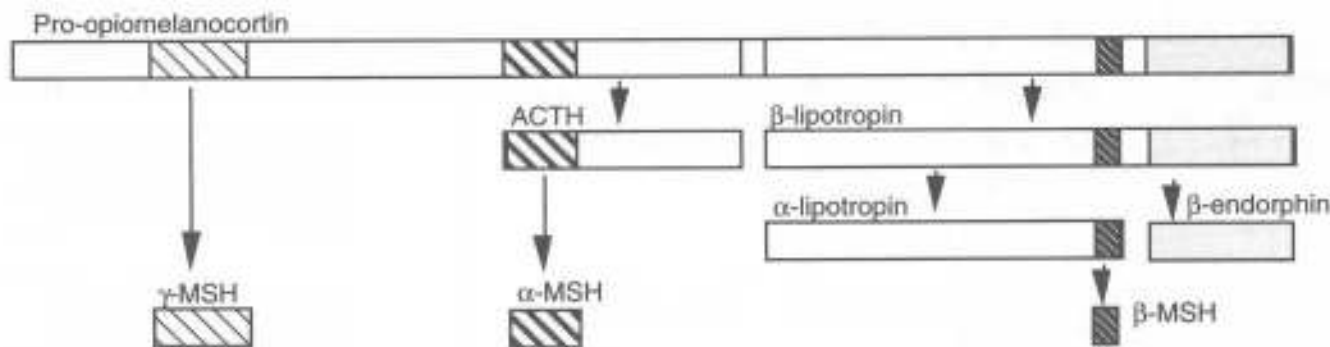 Pro-opiomelanocortin
ACTH
β-lipotropin
α-lipotropin
β-endorphin
γ-MSH
α-MSH
β-MSH